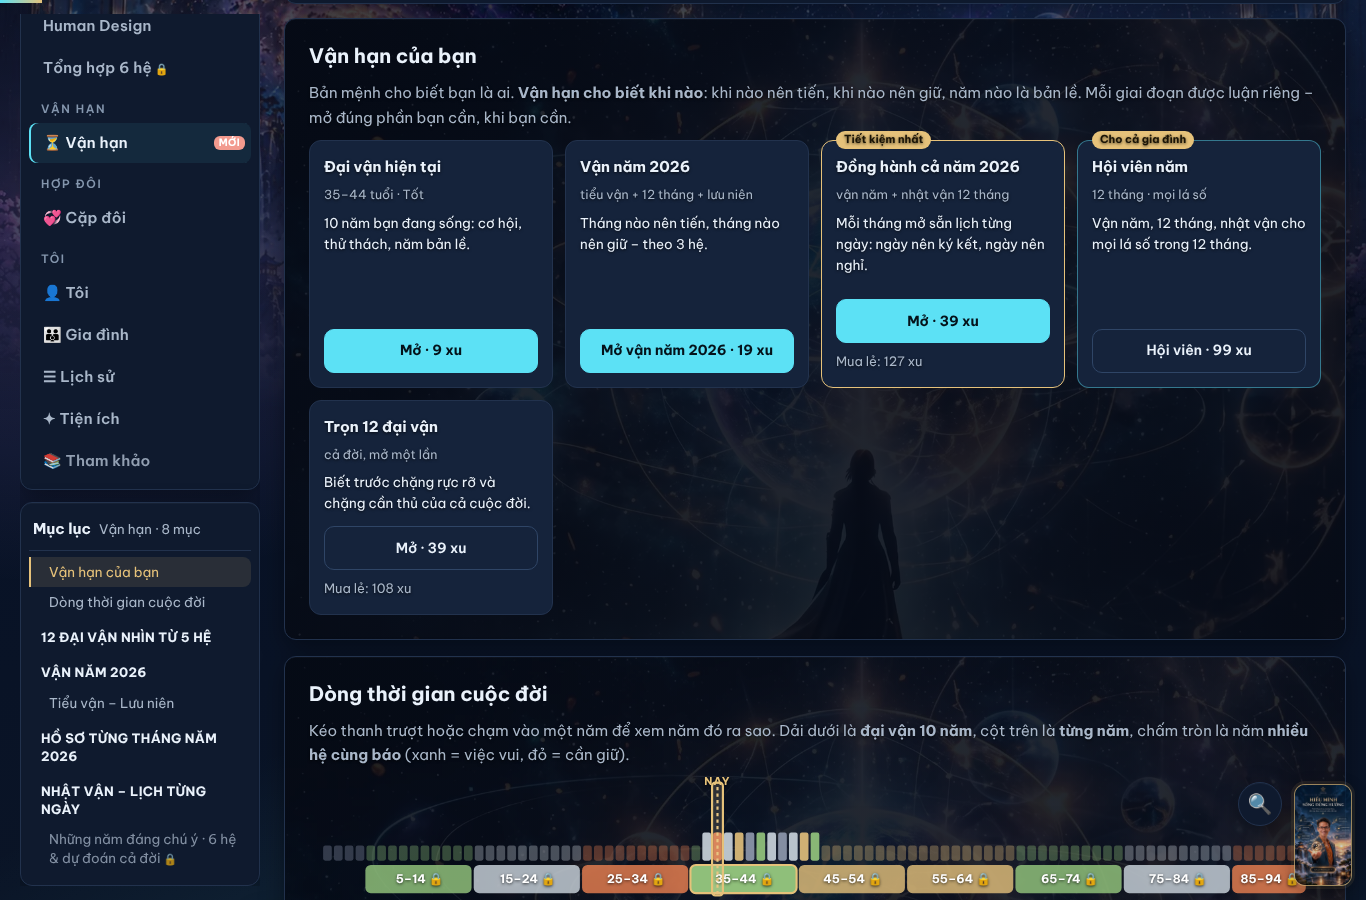 Human Design
Tổng hợp 6 hệ
VẬN HẠN
Vận hạn
MỚI
HỢP ĐÔI
Cặp đôi
TÔI
Tôi
Gia đình
Lịch sử
Tiện ích
Tham khảo
Mục lục Vận hạn · 8 mục
Vận hạn của bạn
Dòng thời gian cuộc đời
12 ĐẠI VẬN NHÌN TỪ 5 HỆ
VẬN NĂM 2026
Tiểu vận – Lưu niên
HỒ SƠ TỪNG THÁNG NĂM
2026
NHẬT VẬN – LỊCH TỪNG
NGÀY
Những năm đáng chú ý · 6 hệ
& dự đoán cả đời
Vận hạn của bạn
Bản mệnh cho biết bạn là ai. Vận hạn cho biết khi nào: khi nào nên tiến, khi nào nên giữ, năm nào là bản lề. Mỗi giai đoạn được luận riêng –
mở đúng phần bạn cần, khi bạn cần.
Đại vận hiện tại
35–44 tuổi · Tốt
10 năm bạn đang sống: cơ hội,
thử thách, năm bản lề.
Mở · 9 xu
Vận năm 2026
tiểu vận + 12 tháng + lưu niên
Tháng nào nên tiến, tháng nào
nên giữ – theo 3 hệ.
Mở vận năm 2026 · 19 xu
Tiết kiệm nhất
Đồng hành cả năm 2026
vận năm + nhật vận 12 tháng
Mỗi tháng mở sẵn lịch từng
ngày: ngày nên ký kết, ngày nên
nghỉ.
Mở · 39 xu
Mua lẻ: 127 xu
Cho cả gia đình
Hội viên năm
12 tháng · mọi lá số
Vận năm, 12 tháng, nhật vận cho
mọi lá số trong 12 tháng.
Hội viên · 99 xu
Trọn 12 đại vận
cả đời, mở một lần
Biết trước chặng rực rỡ và
chặng cần thủ của cả cuộc đời.
Mở · 39 xu
Mua lẻ: 108 xu
Dòng thời gian cuộc đời
Kéo thanh trượt hoặc chạm vào một năm để xem năm đó ra sao. Dải dưới là đại vận 10 năm, cột trên là từng năm, chấm tròn là năm nhiều
hệ cùng báo (xanh = việc vui, đỏ = cần giữ).
NAY
5–14
15–24
25–34
35–44
45–54
55–64
65–74
75–84
85–94